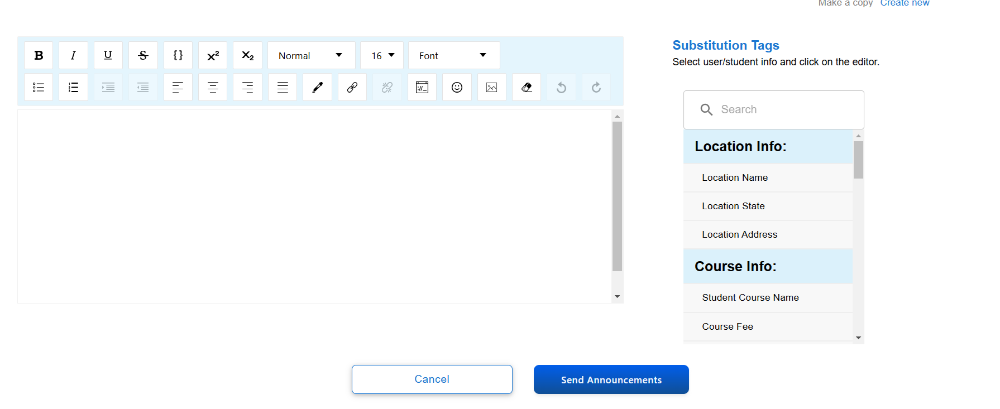 Make a copy Create new
B I U S {} x² x₂ Normal 16 Font
Substitution Tags
Select user/student info and click on the editor.
Search
Location Info:
Location Name
Location State
Location Address
Course Info:
Student Course Name
Course Fee
Cancel Send Announcements